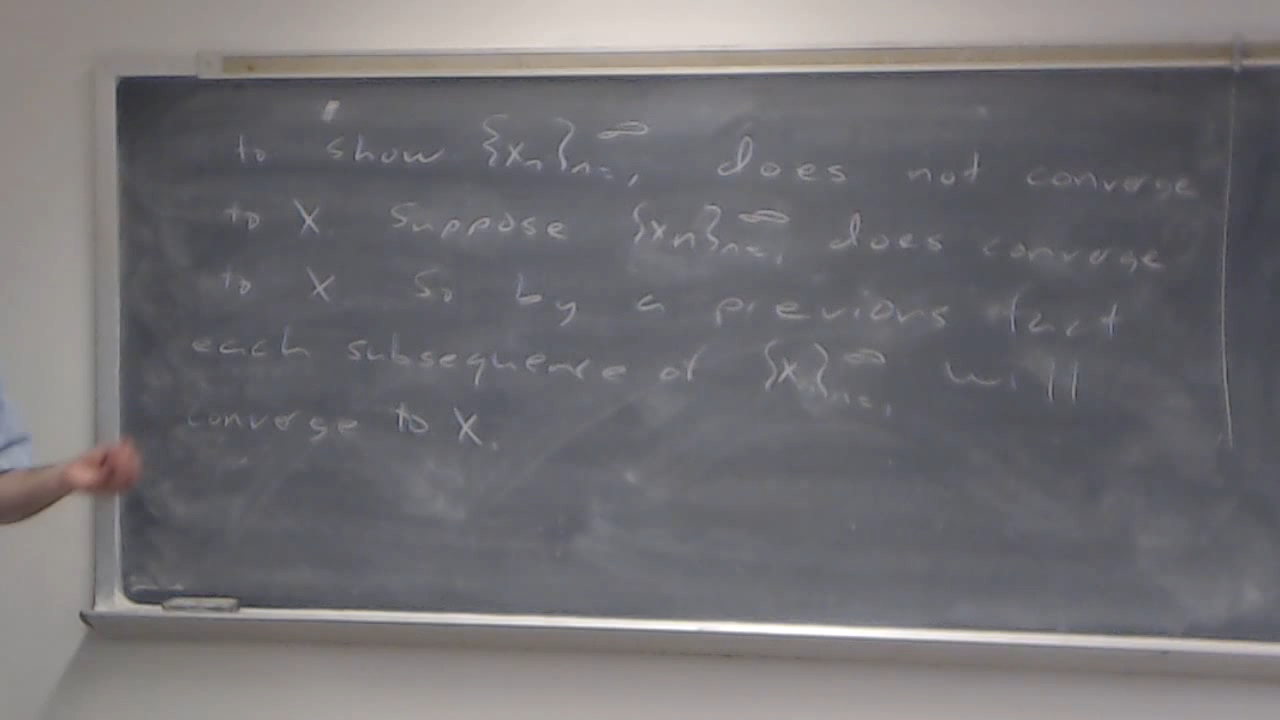 to show {xₙ}ₙ₌₁^∞ does not converge
to X Suppose {xₙ}ₙ₌₁^∞ does converge
to X So by a previous fact
each subsequence of {x}ₙ₌₁^∞ will
converge to X.